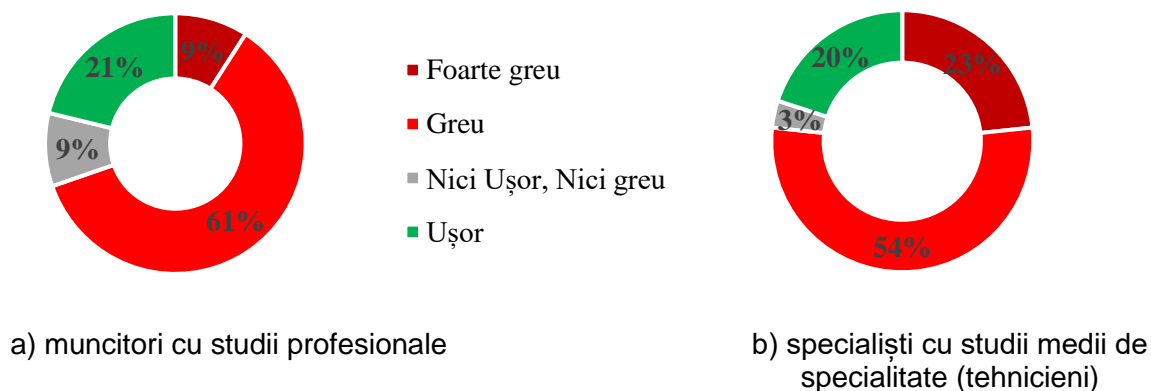 21%
9%
9%
61%
Foarte greu
Greu
Nici Ușor, Nici greu
Ușor
20%
23%
3%
54%
a) muncitori cu studii profesionale
b) specialiști cu studii medii de
specialitate (tehnicieni)